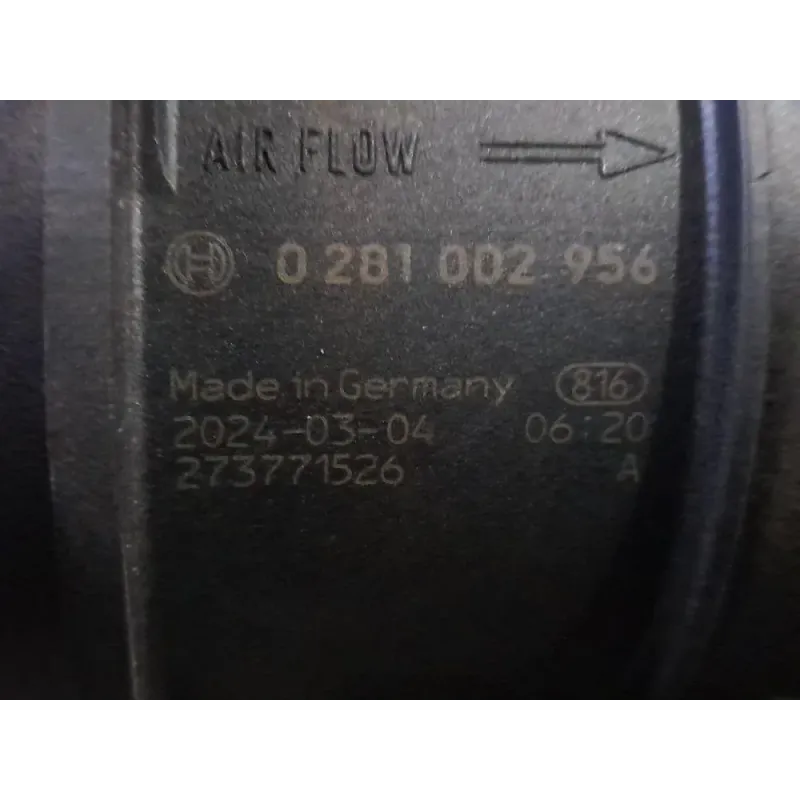 AIR FLOW
0 281 002 956
Made in Germany 816
2024-03-04 06:20
273771526 A